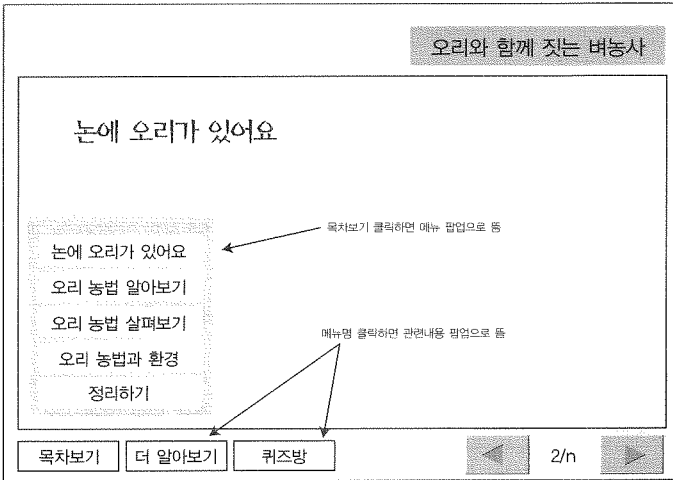 오리와 함께 짓는 벼농사
논에 오리가 있어요
목차보기 클릭하면 메뉴 팝업으로 뜸
논에 오리가 있어요
오리 농법 알아보기
오리 농법 살펴보기
메뉴명 클릭하면 관련내용 팝업으로 뜸
오리 농법과 환경
정리하기
목차보기
더 알아보기
퀴즈방
2/n